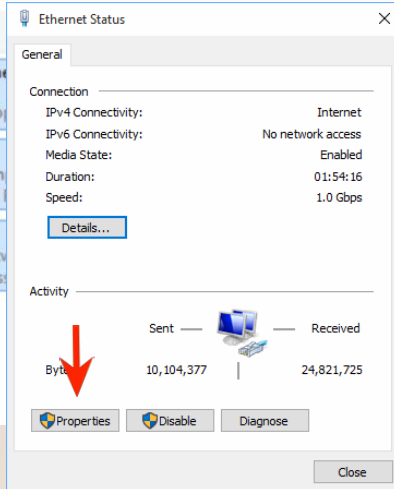 Ethernet Status
General
Connection
IPv4 Connectivity: Internet
IPv6 Connectivity: No network access
Media State: Enabled
Duration: 01:54:16
Speed: 1.0 Gbps
Details...
Activity
Sent Received
10,104,377 24,821,725
Properties Disable Diagnose
Close